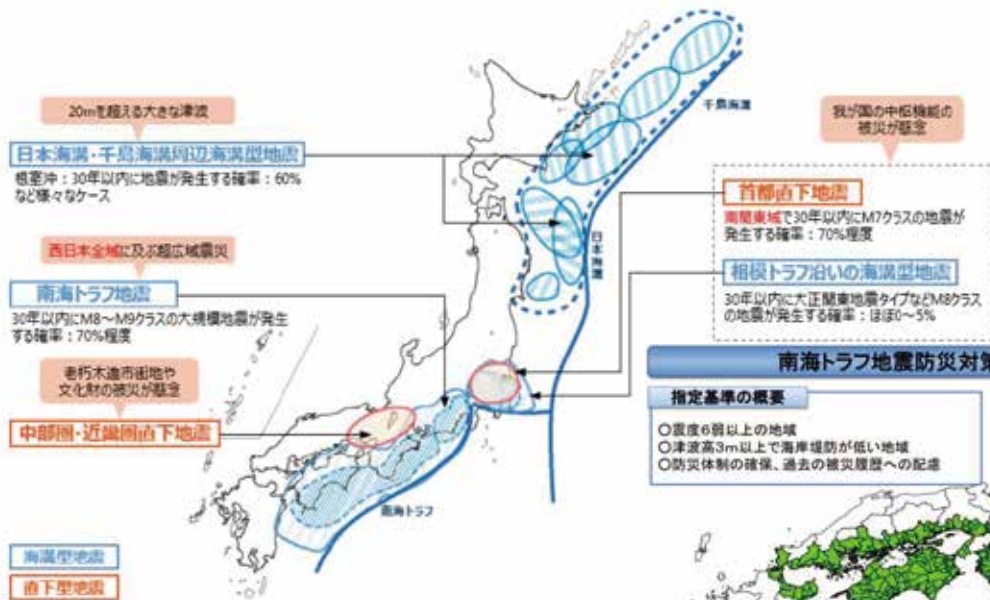 20mを超える大きな津波
日本海溝・千島海溝周辺海溝型地震
根室沖：30年以内に地震が発生する確率：60%
など様々なケース
西日本全域に及ぶ超広域震災
南海トラフ地震
30年以内にM8～M9クラスの大規模地震が発生
する確率：70%程度
老朽木造市街地や
文化財の被災が懸念
中部圏・近畿圏直下地震
海溝型地震
直下型地震
千島海溝
日本海溝
南海トラフ
我が国の中枢機能の
被災が懸念
首都直下地震
南関東域で30年以内にM7クラスの地震が
発生する確率：70%程度
相模トラフ沿いの海溝型地震
30年以内に大正関東地震タイプなどM8クラス
の地震が発生する確率：ほぼ0～5%
南海トラフ地震防災対策
指定基準の概要
○震度6弱以上の地域
○津波高3m以上で海岸堤防が低い地域
○防災体制の確保、過去の被災履歴への配慮